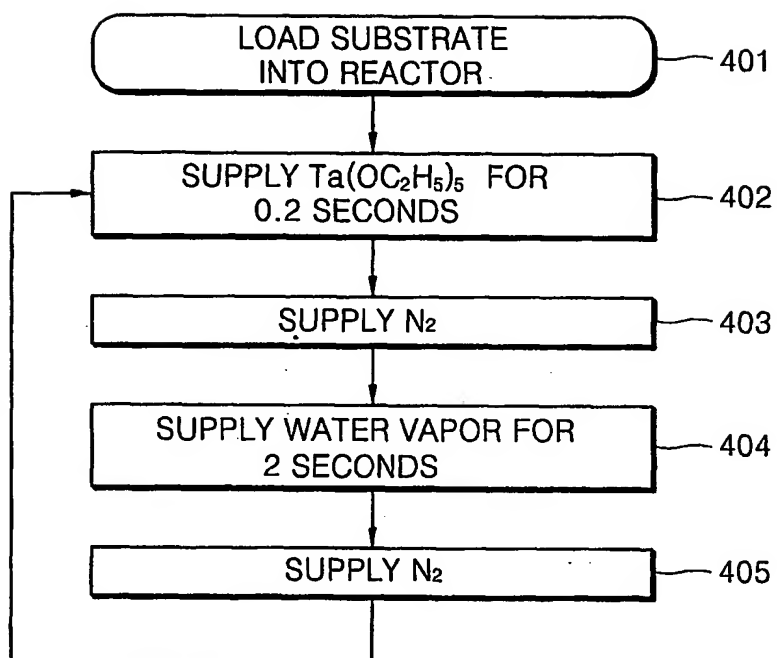 LOAD SUBSTRATE
INTO REACTOR
401
SUPPLY Ta(OC₂H₅)₅ FOR
0.2 SECONDS
402
SUPPLY N₂
403
SUPPLY WATER VAPOR FOR
2 SECONDS
404
SUPPLY N₂
405